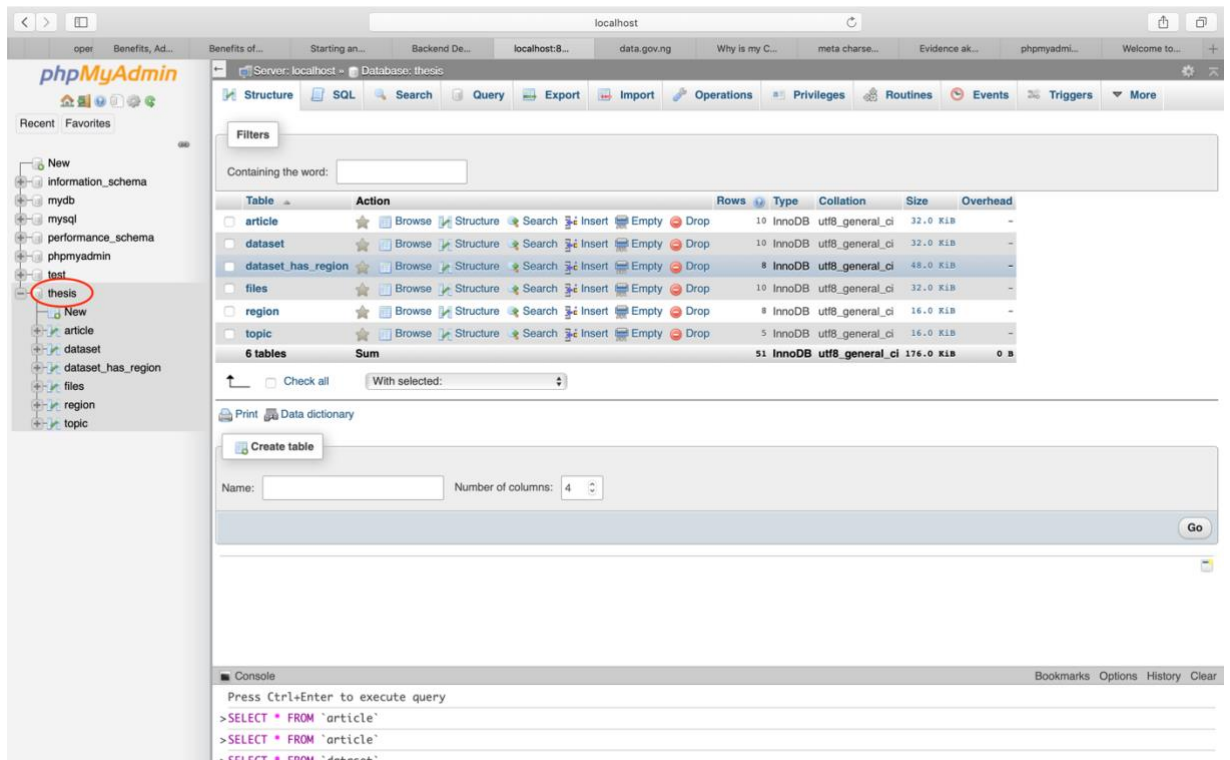 localhost
oper
Benefits, Ad...
Benefits of...
Starting an...
Backend De...
localhost:8...
data.gov.ng
Why is my C...
meta charse...
Evidence ak...
phpmyadmi...
Welcome to...
phpMyAdmin
Recent Favorites
New
information_schema
mydb
mysql
performance_schema
phpmyadmin
test
thesis
New
article
dataset
dataset_has_region
files
region
topic
Server: localhost » Database: thesis
Structure SQL Search Query Export Import Operations Privileges Routines Events Triggers More
Filters
Containing the word:
Table Action Rows Type Collation Size Overhead
article Browse Structure Search Insert Empty Drop 10 InnoDB utf8_general_ci 32.0 KiB -
dataset Browse Structure Search Insert Empty Drop 10 InnoDB utf8_general_ci 32.0 KiB -
dataset_has_region Browse Structure Search Insert Empty Drop 8 InnoDB utf8_general_ci 48.0 KiB -
files Browse Structure Search Insert Empty Drop 10 InnoDB utf8_general_ci 32.0 KiB -
region Browse Structure Search Insert Empty Drop 8 InnoDB utf8_general_ci 16.0 KiB -
topic Browse Structure Search Insert Empty Drop 5 InnoDB utf8_general_ci 16.0 KiB -
6 tables Sum 51 InnoDB utf8_general_ci 176.0 KiB 0 B
Check all With selected:
Print Data dictionary
Create table
Name: Number of columns: 4
Go
Console Bookmarks Options History Clear
Press Ctrl+Enter to execute query
>SELECT * FROM `article`
>SELECT * FROM `article`
>SELECT * FROM `dataset`